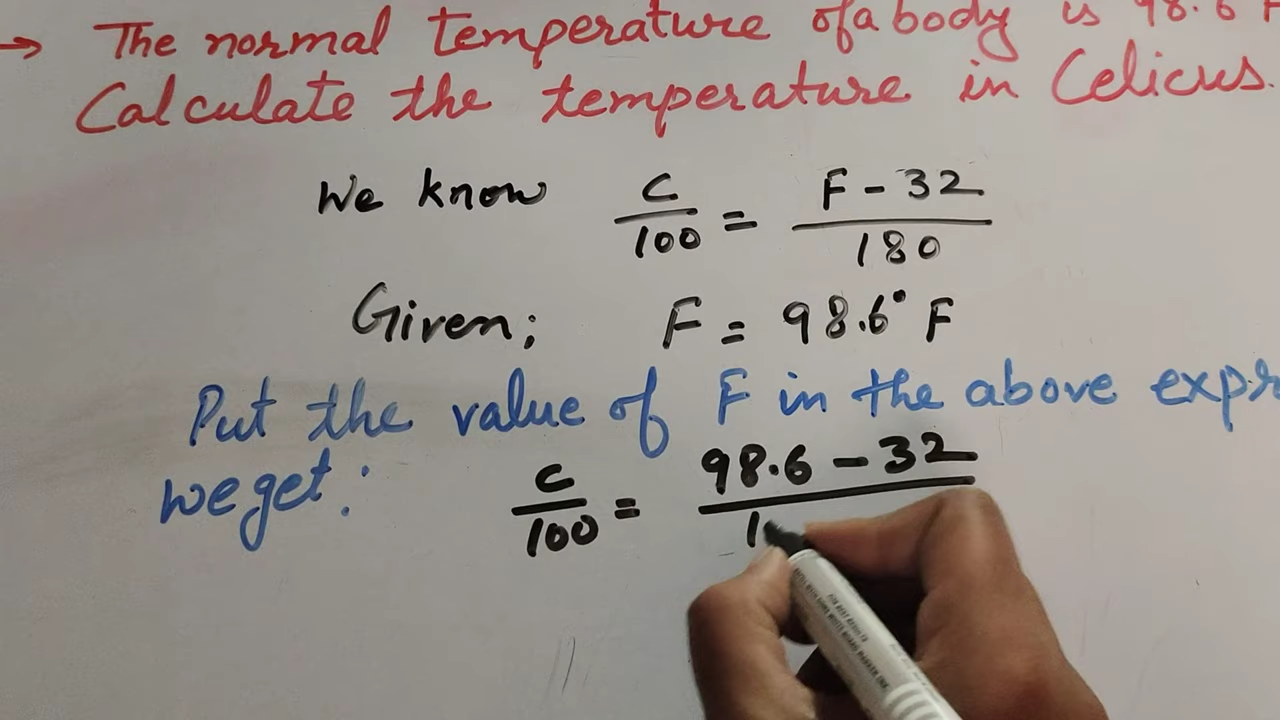 → The normal temperature of a body is 98.6 F
Calculate the temperature in Celicus.
We know C/100 = F - 32/180
Given; F = 98.6° F
Put the value of F in the above expr
we get: C/100 = 98.6 - 32/1